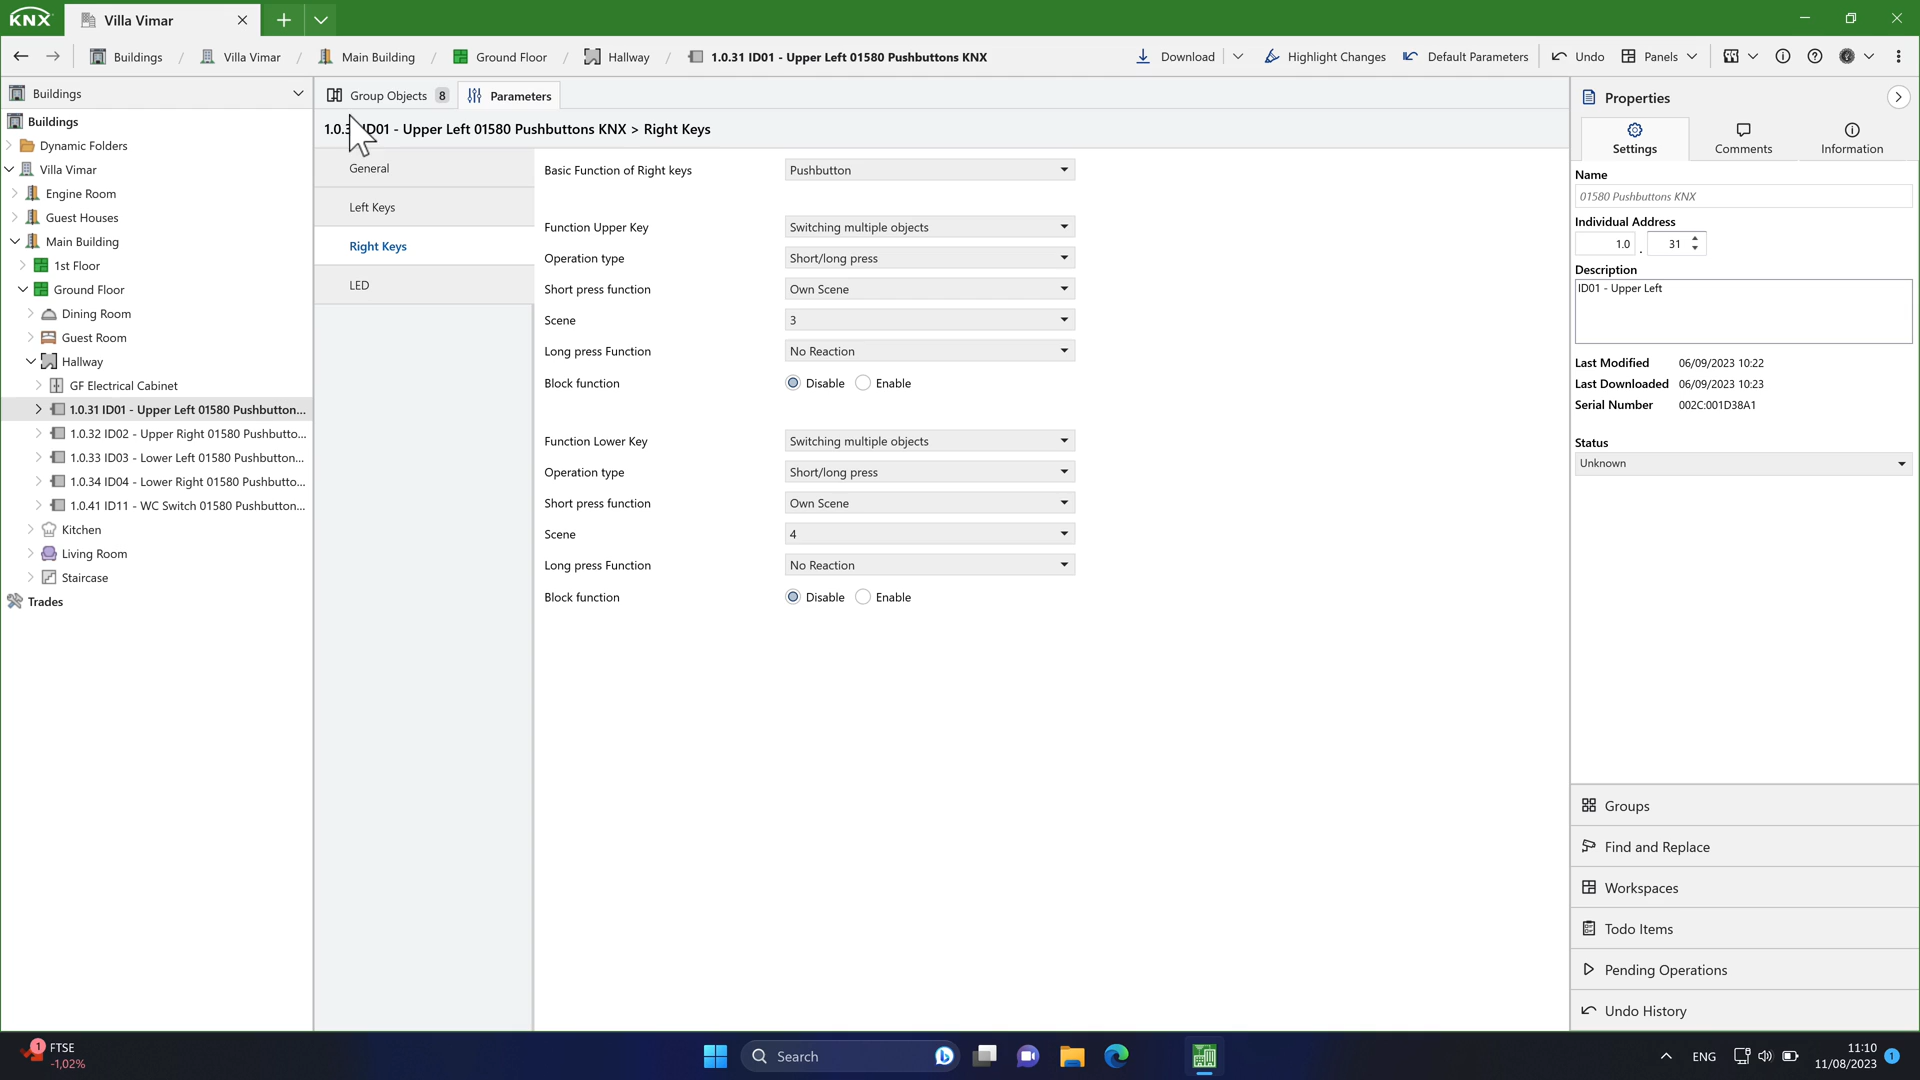 KNX Villa Vimar
Buildings / Villa Vimar / Main Building / Ground Floor / Hallway / 1.0.31 ID01 - Upper Left 01580 Pushbuttons KNX
Download Highlight Changes Default Parameters Undo Panels
Buildings
Buildings
Dynamic Folders
Villa Vimar
Engine Room
Guest Houses
Main Building
1st Floor
Ground Floor
Dining Room
Guest Room
Hallway
GF Electrical Cabinet
1.0.31 ID01 - Upper Left 01580 Pushbutton...
1.0.32 ID02 - Upper Right 01580 Pushbutto...
1.0.33 ID03 - Lower Left 01580 Pushbutton...
1.0.34 ID04 - Lower Right 01580 Pushbutto...
1.0.41 ID11 - WC Switch 01580 Pushbutton...
Kitchen
Living Room
Staircase
Trades
Group Objects 8 Parameters
1.0.3 ID01 - Upper Left 01580 Pushbuttons KNX > Right Keys
General
Left Keys
Right Keys
LED
Basic Function of Right keys Pushbutton
Function Upper Key Switching multiple objects
Operation type Short/long press
Short press function Own Scene
Scene 3
Long press Function No Reaction
Block function Disable Enable
Function Lower Key Switching multiple objects
Operation type Short/long press
Short press function Own Scene
Scene 4
Long press Function No Reaction
Block function Disable Enable
Properties
Settings Comments Information
Name
01580 Pushbuttons KNX
Individual Address
1.0 . 31
Description
ID01 - Upper Left
Last Modified 06/09/2023 10:22
Last Downloaded 06/09/2023 10:23
Serial Number 002C:001D38A1
Status
Unknown
Groups
Find and Replace
Workspaces
Todo Items
Pending Operations
Undo History
1 FTSE
-1,02%
Search
ENG
11:10
11/08/2023
1